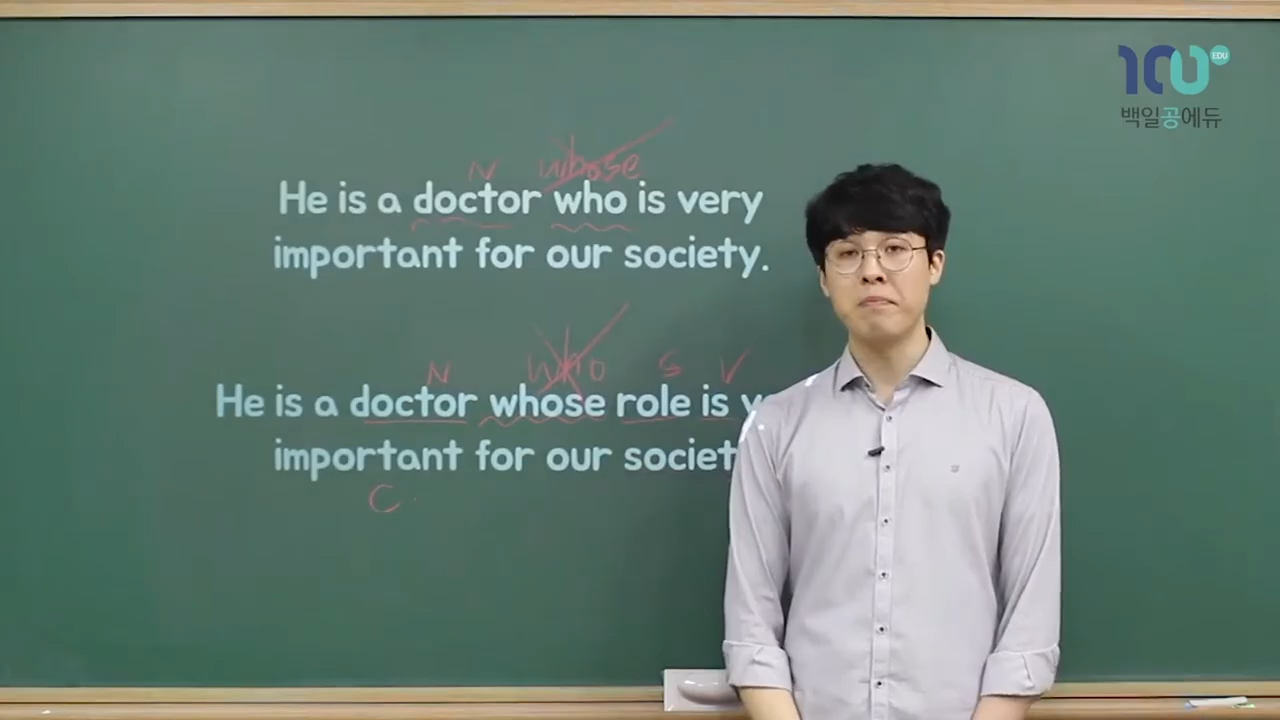 100 EDU
백일공에듀
N whose
He is a doctor who is very
important for our society.
N who S V
He is a doctor whose role is
important for our
C